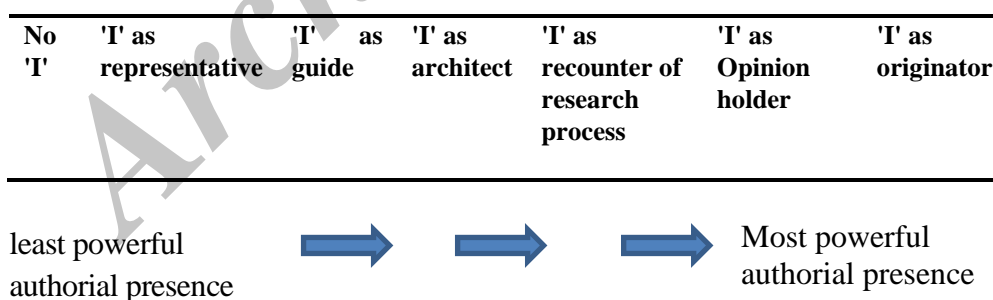 No 'I' as 'I' as 'I' as 'I' as 'I' as 'I' as
'I' representative guide architect recounter of Opinion originator
research holder
process
least powerful Most powerful
authorial presence authorial presence